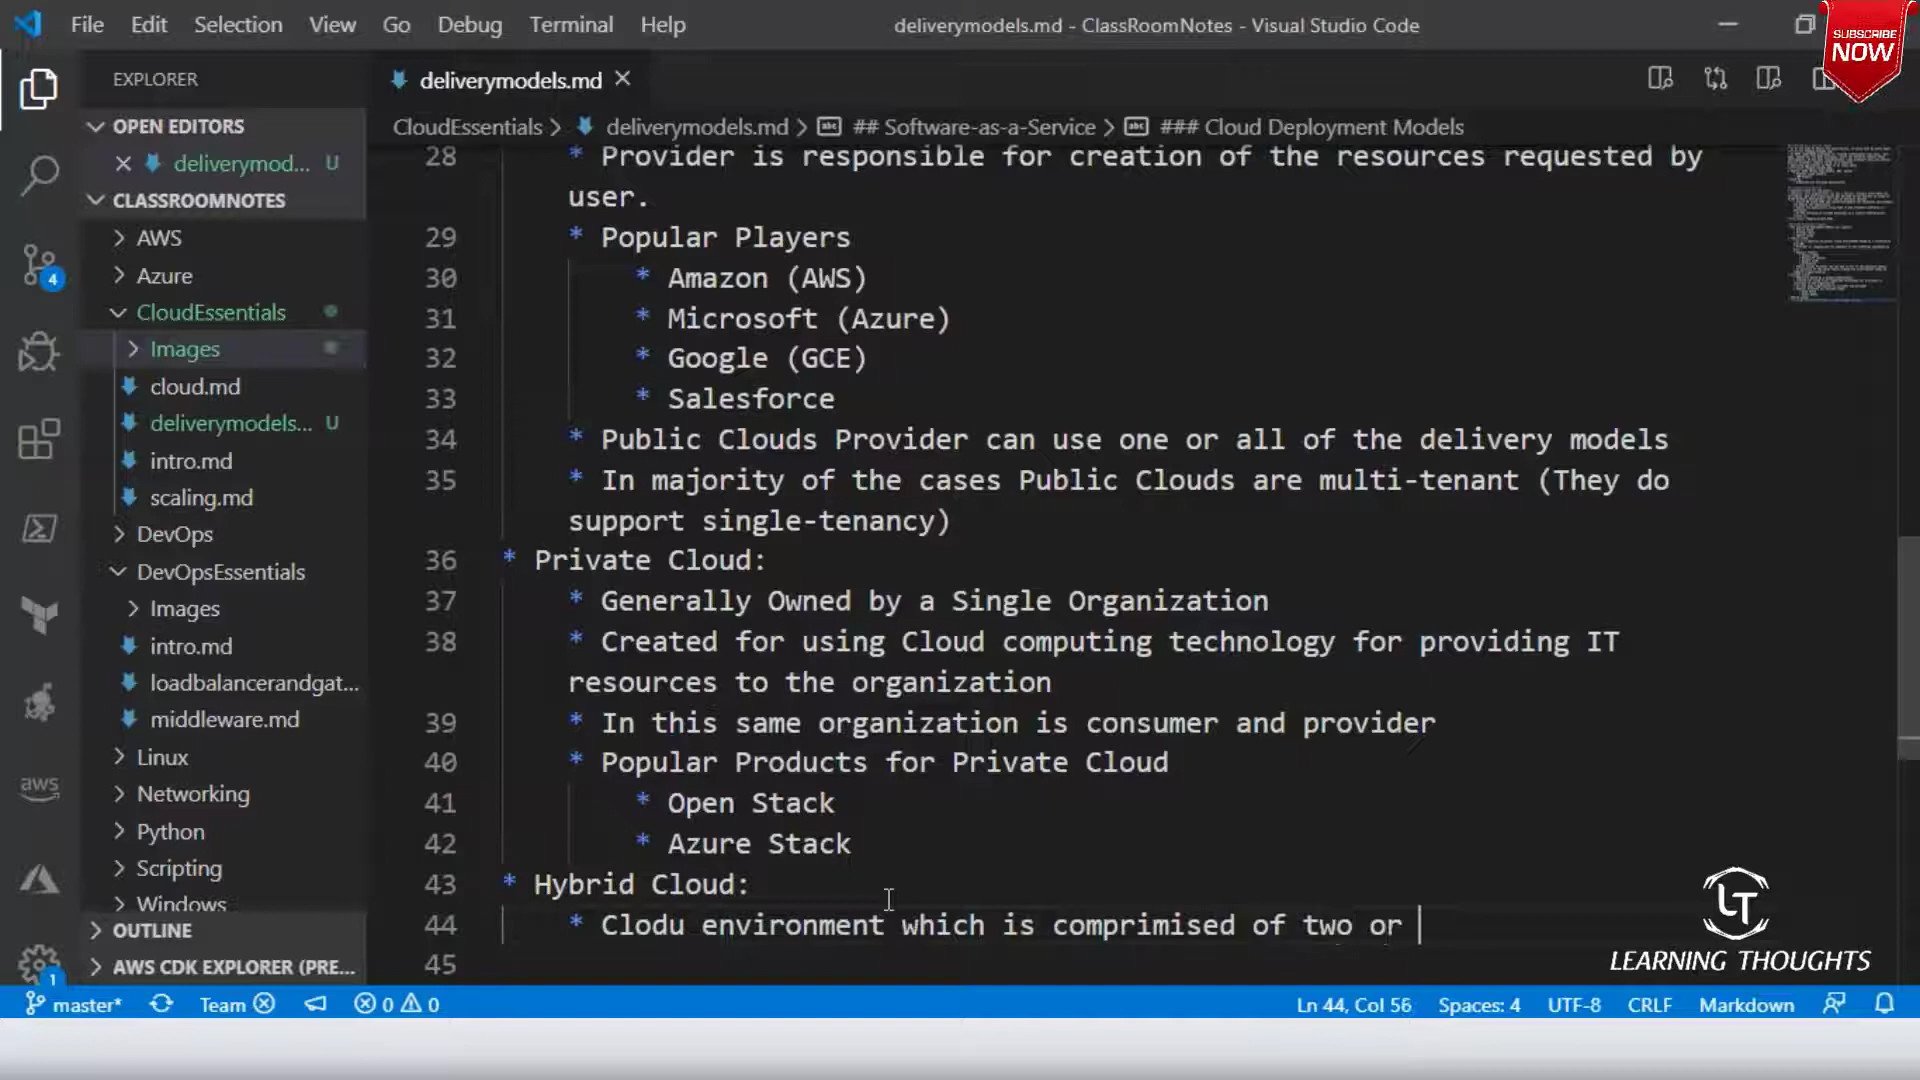 File Edit Selection View Go Debug Terminal Help deliverymodels.md - ClassRoomNotes - Visual Studio Code
SUBSCRIBE
NOW
EXPLORER
deliverymodels.md
OPEN EDITORS
deliverymod... U
CLASSROOMNOTES
AWS
Azure
CloudEssentials
Images
cloud.md
deliverymodels... U
intro.md
scaling.md
DevOps
DevOpsEssentials
Images
intro.md
loadbalancerandgat...
middleware.md
Linux
Networking
Python
Scripting
Windows
OUTLINE
AWS CDK EXPLORER (PRE...
4
aws
1
CloudEssentials > deliverymodels.md > abc ## Software-as-a-Service > abc ### Cloud Deployment Models
28 * Provider is responsible for creation of the resources requested by
user.
29 * Popular Players
30 * Amazon (AWS)
31 * Microsoft (Azure)
32 * Google (GCE)
33 * Salesforce
34 * Public Clouds Provider can use one or all of the delivery models
35 * In majority of the cases Public Clouds are multi-tenant (They do
support single-tenancy)
36 * Private Cloud:
37 * Generally Owned by a Single Organization
38 * Created for using Cloud computing technology for providing IT
resources to the organization
39 * In this same organization is consumer and provider
40 * Popular Products for Private Cloud
41 * Open Stack
42 * Azure Stack
43 * Hybrid Cloud:
44 * Clodu environment which is comprimised of two or
45
LT
LEARNING THOUGHTS
master* Team 0 0 Ln 44, Col 56 Spaces: 4 UTF-8 CRLF Markdown